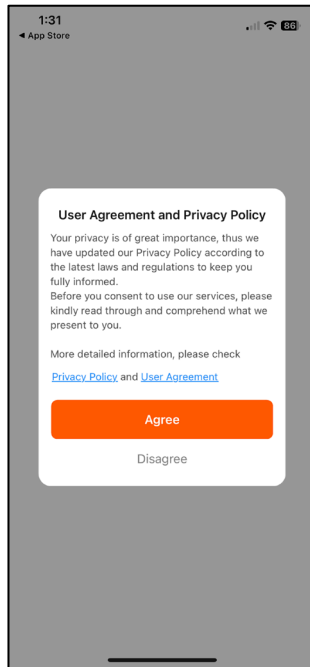 1:31
86
◀ App Store
User Agreement and Privacy Policy
Your privacy is of great importance, thus we
have updated our Privacy Policy according to
the latest laws and regulations to keep you
fully informed.
Before you consent to use our services, please
kindly read through and comprehend what we
present to you.
More detailed information, please check
Privacy Policy and User Agreement
Agree
Disagree